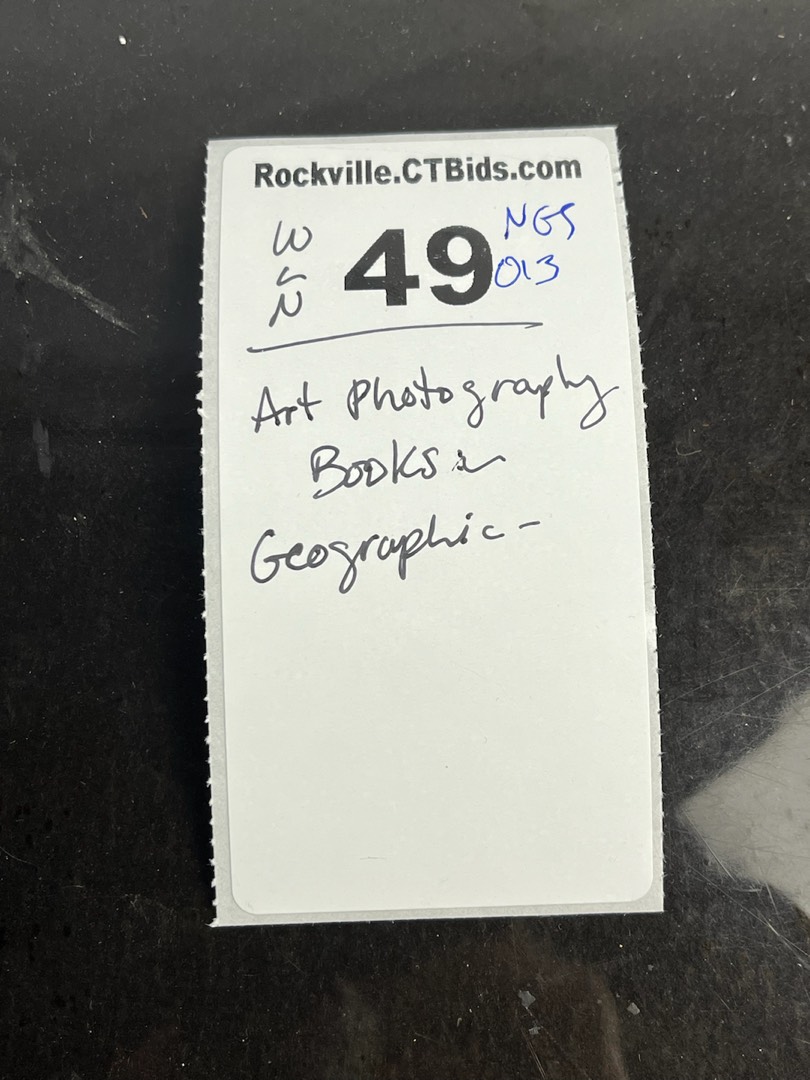 Rockville.CTBids.com
W
L
N
49
NGS
013
Art Photography
Books
Geographic -